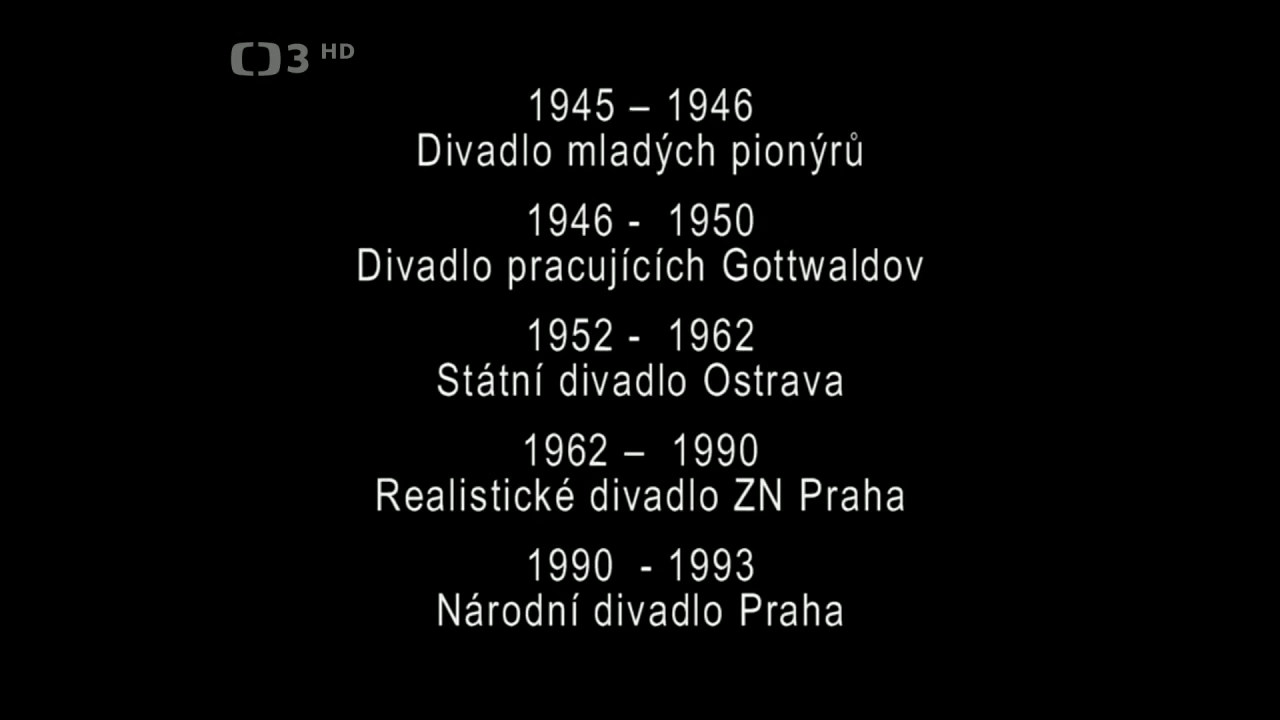 3 HD
1945 – 1946
Divadlo mladých pionýrů
1946 - 1950
Divadlo pracujících Gottwaldov
1952 - 1962
Státní divadlo Ostrava
1962 – 1990
Realistické divadlo ZN Praha
1990 - 1993
Národní divadlo Praha